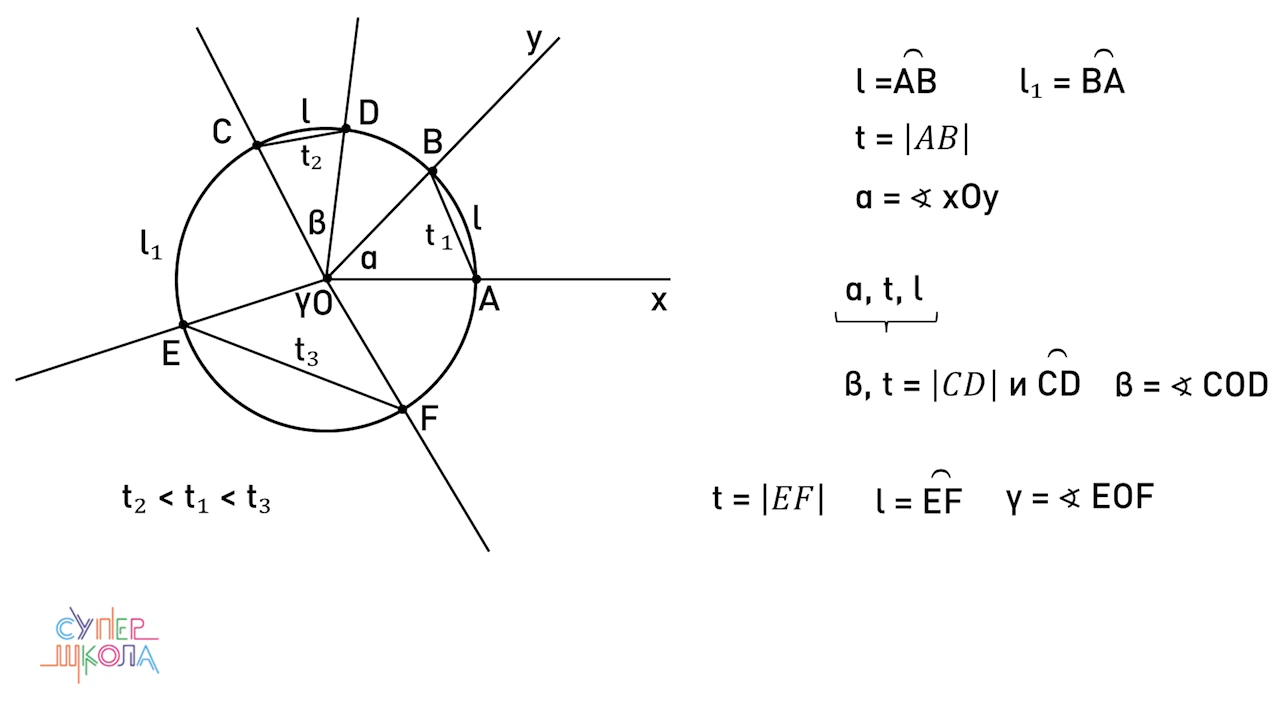 y
l
C
D
B
t₂
l
l₁
β
t₁
α
γO
A
x
E
t₃
F
t₂ < t₁ < t₃
l =A͡B l₁ = B͡A
t = |AB|
α = ∢ xOy
α, t, l
β, t = |CD| и C͡D β = ∢ COD
t = |EF| l = E͡F γ = ∢ EOF
СУПЕР
ШКОЛА